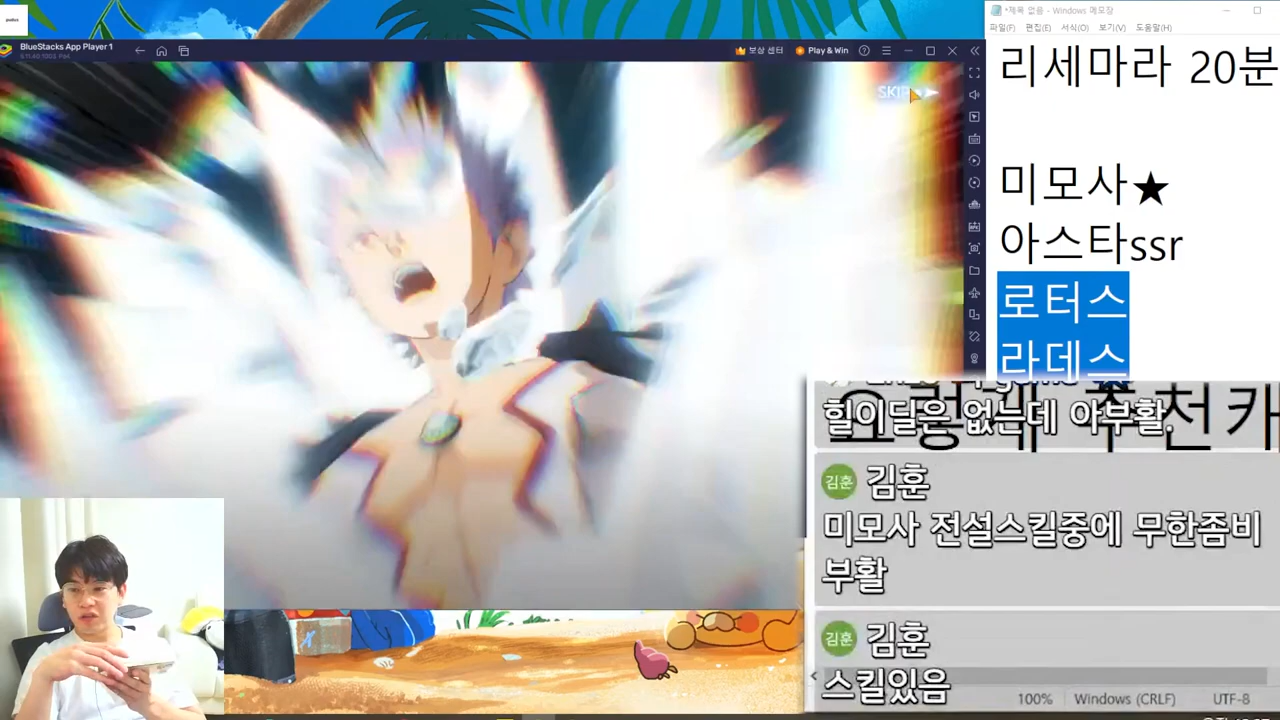 BlueStacks App Player 1
보상 센터
Play & Win
SKIP
*제목 없음 - Windows 메모장
파일(F) 편집(E) 서식(O) 보기(V) 도움말(H)
리세마라 20분
미모사★
아스타ssr
로터스
라데스
힐이딜은 없는데 아부활.
김훈 김훈
미모사 전설스킬중에 무한좀비
부활
김훈 김훈
스킬있음
100% Windows (CRLF) UTF-8